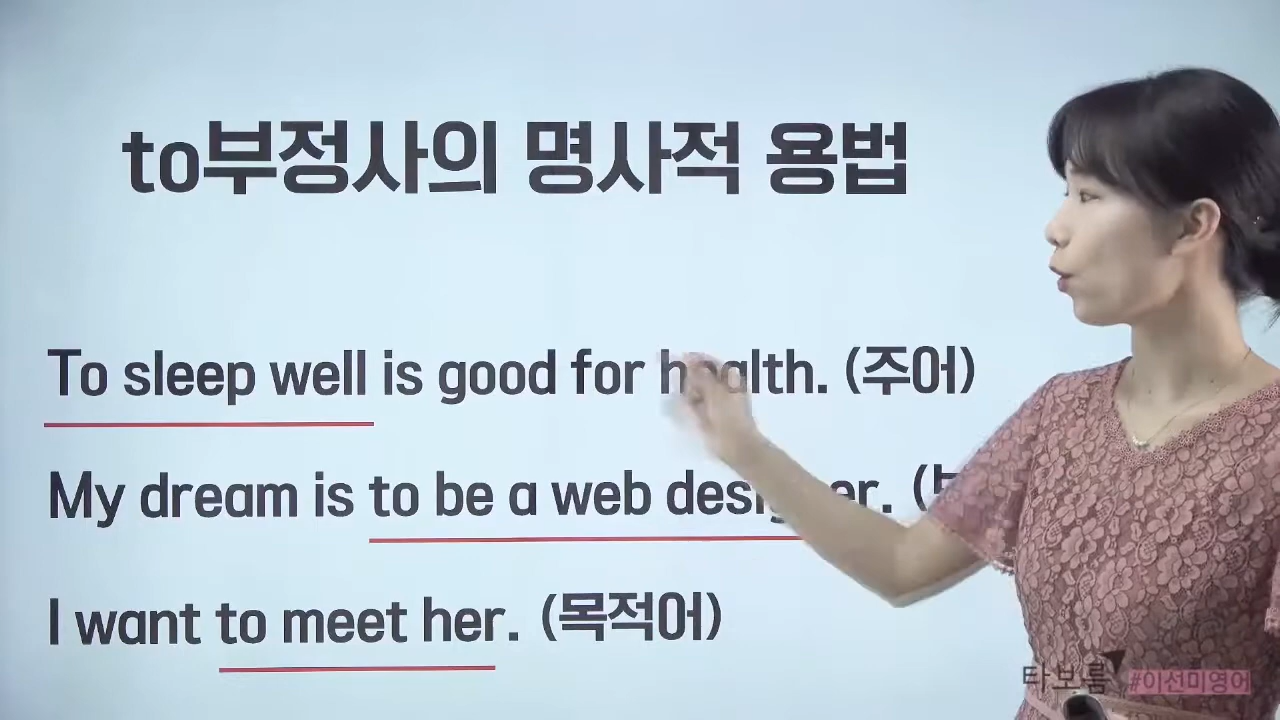 to부정사의 명사적 용법
To sleep well is good for health. (주어)
My dream is to be a web designer.
I want to meet her. (목적어)
타보름 #이선미영어